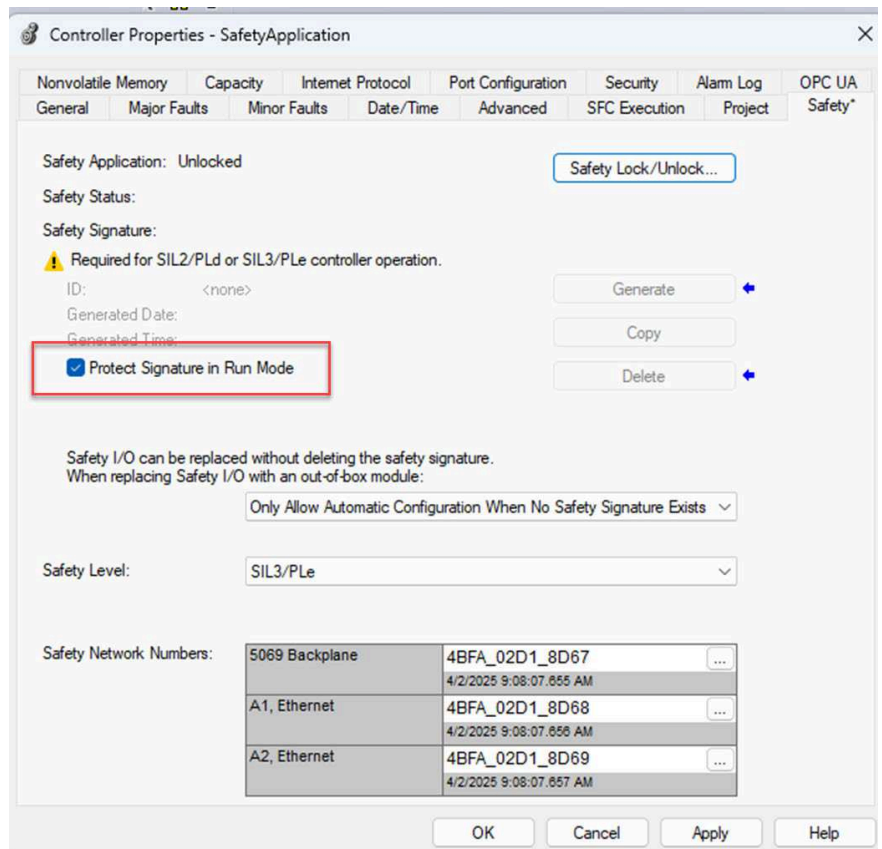 Controller Properties - SafetyApplication
Nonvolatile Memory Capacity Internet Protocol Port Configuration Security Alarm Log OPC UA
General Major Faults Minor Faults Date/Time Advanced SFC Execution Project Safety*
Safety Application: Unlocked
Safety Lock/Unlock...
Safety Status:
Safety Signature:
Required for SIL2/PLd or SIL3/PLe controller operation.
ID: <none>
Generate
Generated Date:
Generated Time:
Copy
Protect Signature in Run Mode
Delete
Safety I/O can be replaced without deleting the safety signature.
When replacing Safety I/O with an out-of-box module:
Only Allow Automatic Configuration When No Safety Signature Exists
Safety Level: SIL3/PLe
Safety Network Numbers:
5069 Backplane 4BFA_02D1_8D67 ...
4/2/2025 9:08:07.655 AM
A1, Ethernet 4BFA_02D1_8D68 ...
4/2/2025 9:08:07.656 AM
A2, Ethernet 4BFA_02D1_8D69 ...
4/2/2025 9:08:07.657 AM
OK Cancel Apply Help